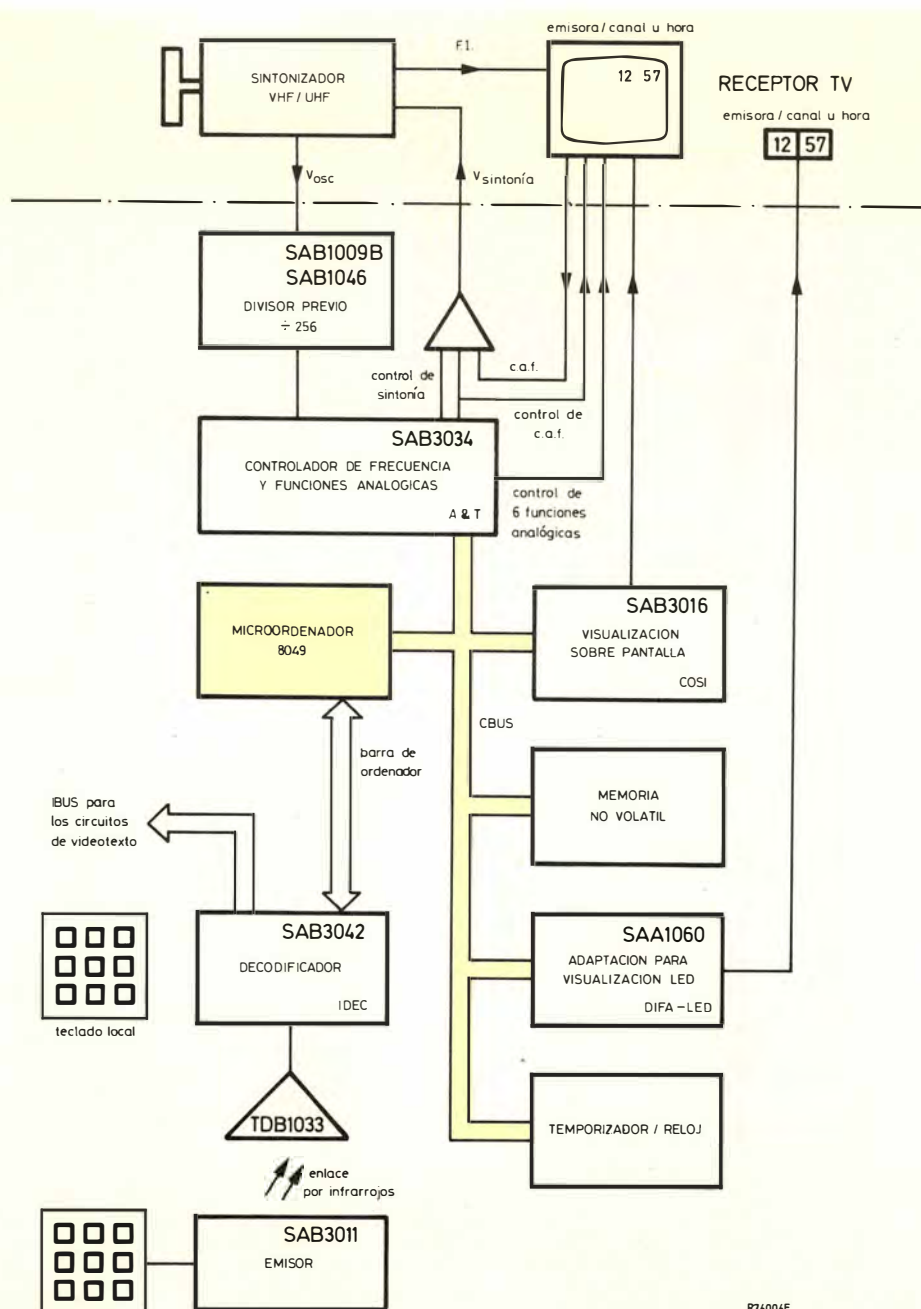 emisora/canal u hora
F.I.
SINTONIZADOR
VHF/UHF
12 57
RECEPTOR TV
emisora/canal u hora
12 57
Vosc
Vsintonía
SAB1009B
SAB1046
DIVISOR PREVIO
÷ 256
control de
sintonía
c.a.f.
control de
c.a.f.
SAB3034
CONTROLADOR DE FRECUENCIA
Y FUNCIONES ANALOGICAS
A & T
control de
6 funciones
analógicas
MICROORDENADOR
8049
SAB3016
VISUALIZACION
SOBRE PANTALLA
COSI
CBUS
barra de
ordenador
MEMORIA
NO VOLATIL
IBUS para
los circuitos
de videotexto
SAB3042
DECODIFICADOR
IDEC
teclado local
SAA1060
ADAPTACION PARA
VISUALIZACION LED
DIFA-LED
TDB1033
TEMPORIZADOR / RELOJ
enlace
por infrarrojos
SAB3011
EMISOR